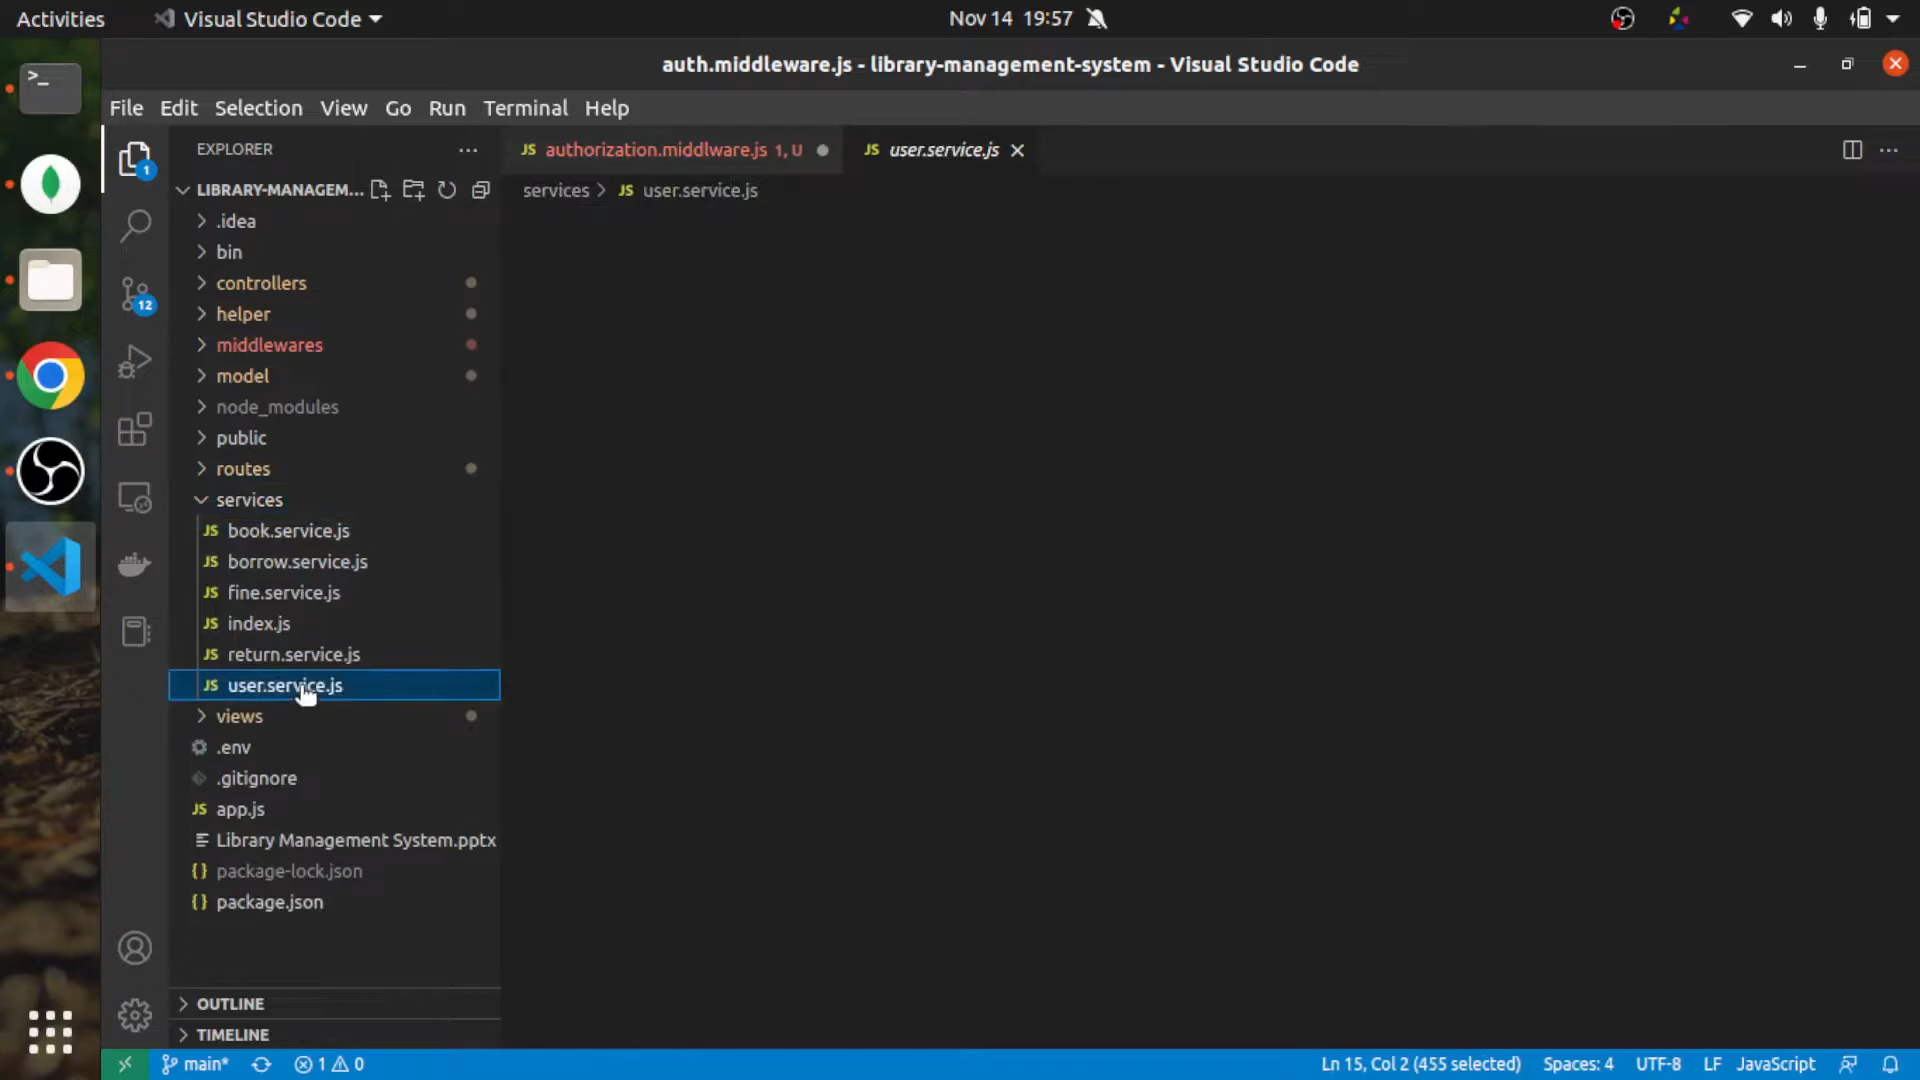 Activities
Visual Studio Code
Nov 14 19:57
auth.middleware.js - library-management-system - Visual Studio Code
File Edit Selection View Go Run Terminal Help
EXPLORER
JS authorization.middlware.js 1, U
JS user.service.js
LIBRARY-MANAGEM...
services > JS user.service.js
.idea
bin
controllers
helper
middlewares
model
node_modules
public
routes
services
JS book.service.js
JS borrow.service.js
JS fine.service.js
JS index.js
JS return.service.js
JS user.service.js
views
.env
.gitignore
JS app.js
Library Management System.pptx
{} package-lock.json
{} package.json
1
12
OUTLINE
TIMELINE
main* 1 0 Ln 15, Col 2 (455 selected) Spaces: 4 UTF-8 LF JavaScript